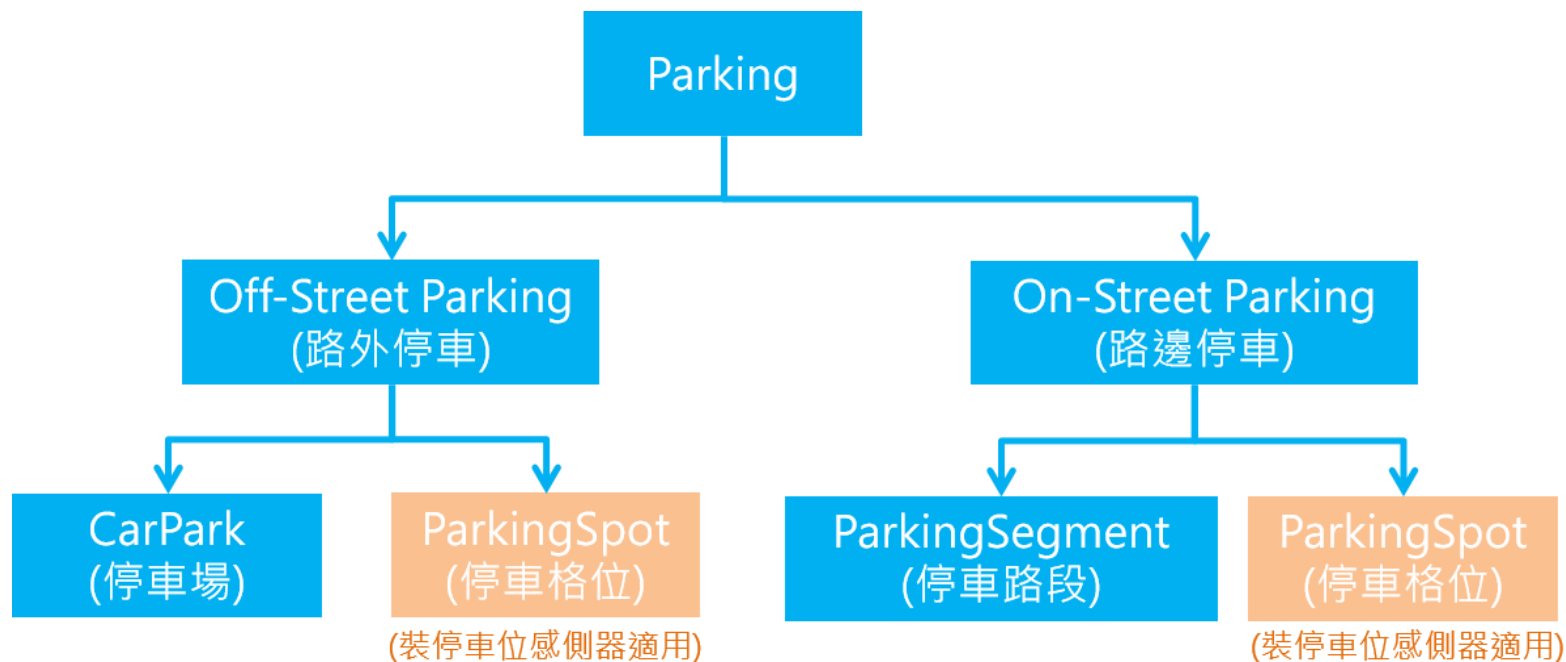 Parking
Off-Street Parking
(路外停車)
On-Street Parking
(路邊停車)
CarPark
(停車場)
ParkingSpot
(停車格位)
(裝停車位感側器適用)
ParkingSegment
(停車路段)
ParkingSpot
(停車格位)
(裝停車位感側器適用)